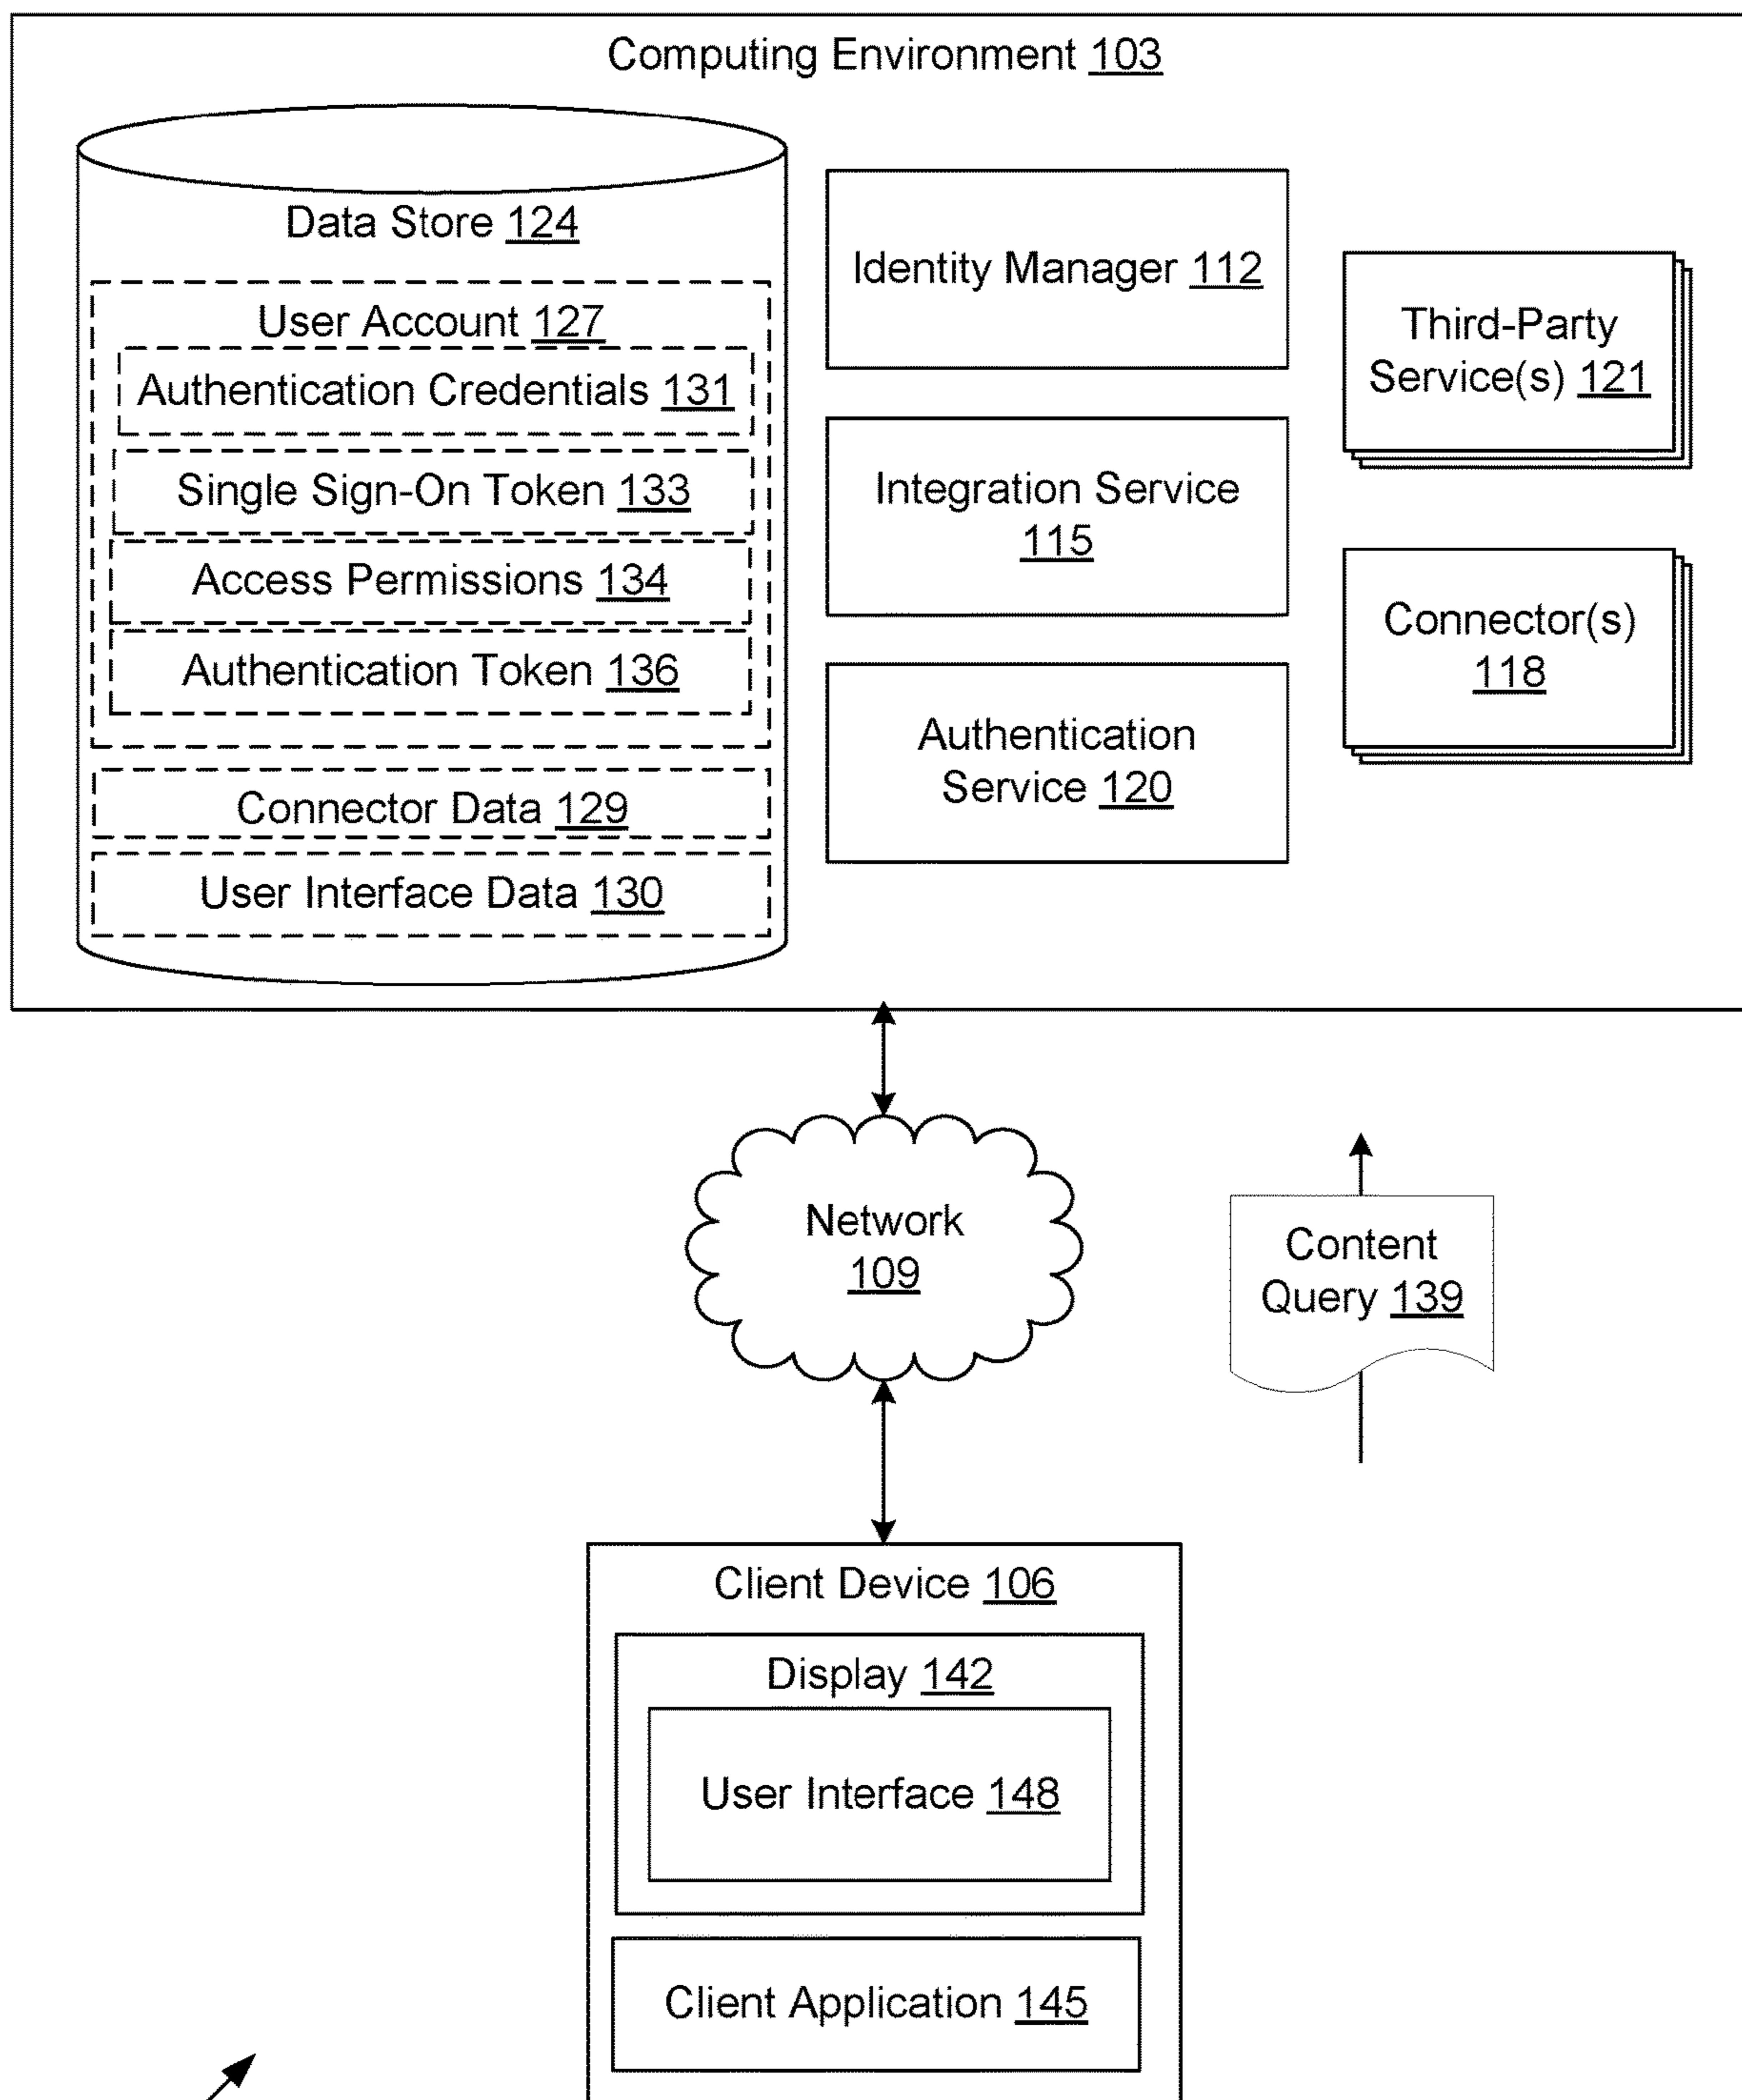 Computing Environment 103
Data Store 124
User Account 127
Authentication Credentials 131
Single Sign-On Token 133
Access Permissions 134
Authentication Token 136
Connector Data 129
User Interface Data 130
Identity Manager 112
Integration Service
115
Authentication
Service 120
Third-Party
Service(s) 121
Connector(s)
118
Network
109
Content
Query 139
Client Device 106
Display 142
User Interface 148
Client Application 145